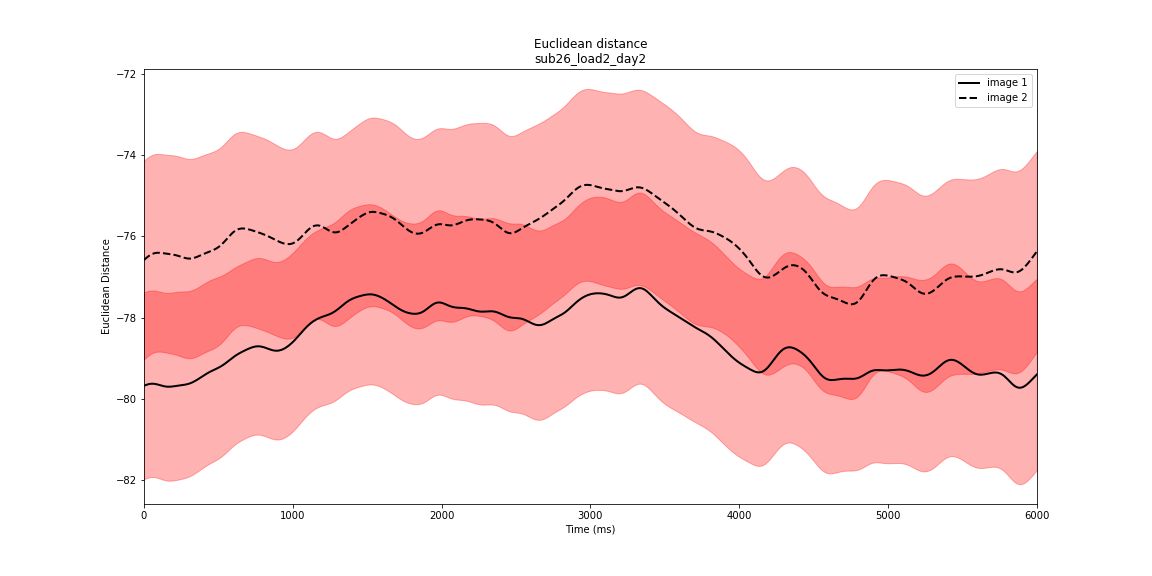 Euclidean distance
sub26_load2_day2
image 1
image 2
Euclidean Distance
−72
−74
−76
−78
−80
−82
0 1000 2000 3000 4000 5000 6000
Time (ms)